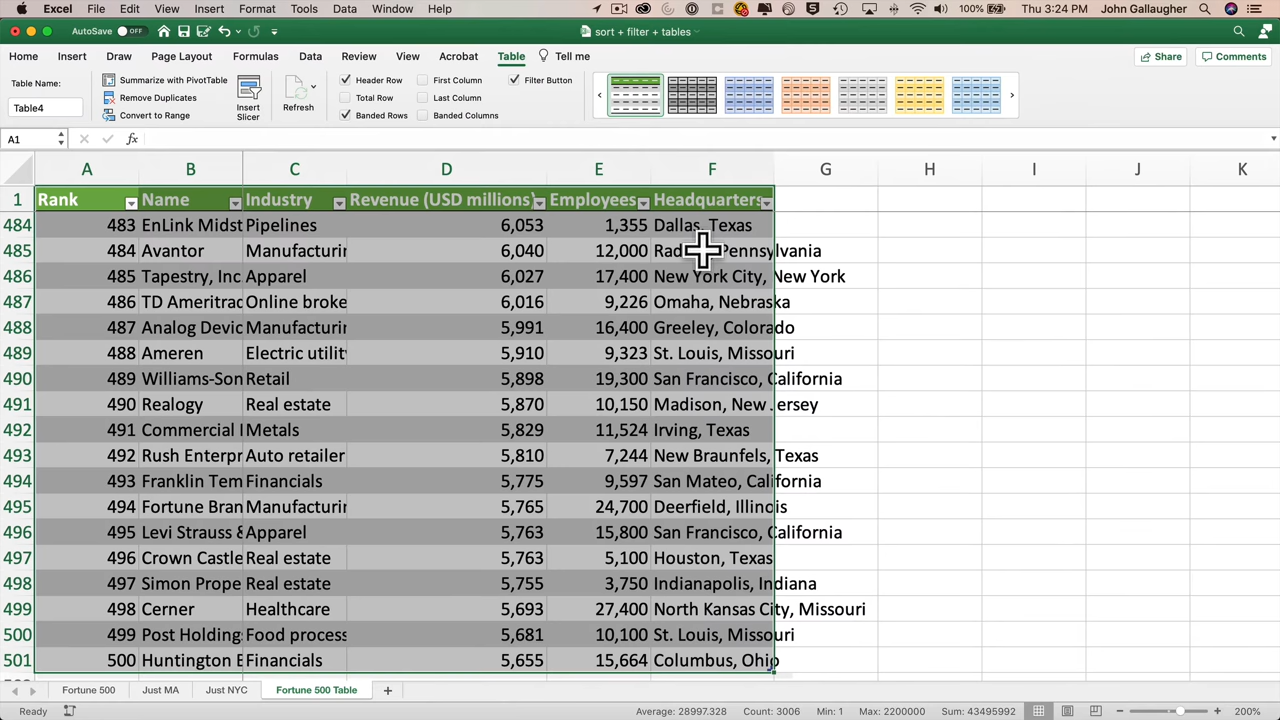 Excel File Edit View Insert Format Tools Data Window Help 100% Thu 3:24 PM John Gallaugher
AutoSave OFF sort + filter + tables
Home Insert Draw Page Layout Formulas Data Review View Acrobat Table Tell me Share Comments
Table Name: Summarize with PivotTable Header Row First Column Filter Button
Table4 Remove Duplicates Insert Slicer Refresh Total Row Last Column
Convert to Range Banded Rows Banded Columns
A1 fx
A B C D E F G H I J K
1 Rank Name Industry Revenue (USD millions) Employees Headquarters
484 483 EnLink Midst Pipelines 6,053 1,355 Dallas, Texas
485 484 Avantor Manufacturin 6,040 12,000 Rad Pennsylvania
486 485 Tapestry, Inc Apparel 6,027 17,400 New York City, New York
487 486 TD Ameritrad Online broke 6,016 9,226 Omaha, Nebraska
488 487 Analog Devic Manufacturin 5,991 16,400 Greeley, Colorado
489 488 Ameren Electric utility 5,910 9,323 St. Louis, Missouri
490 489 Williams-Son Retail 5,898 19,300 San Francisco, California
491 490 Realogy Real estate 5,870 10,150 Madison, New Jersey
492 491 Commercial Metals 5,829 11,524 Irving, Texas
493 492 Rush Enterpr Auto retailer 5,810 7,244 New Braunfels, Texas
494 493 Franklin Tem Financials 5,775 9,597 San Mateo, California
495 494 Fortune Bran Manufacturin 5,765 24,700 Deerfield, Illinois
496 495 Levi Strauss & Apparel 5,763 15,800 San Francisco, California
497 496 Crown Castle Real estate 5,763 5,100 Houston, Texas
498 497 Simon Prope Real estate 5,755 3,750 Indianapolis, Indiana
499 498 Cerner Healthcare 5,693 27,400 North Kansas City, Missouri
500 499 Post Holding Food process 5,681 10,100 St. Louis, Missouri
501 500 Huntington B Financials 5,655 15,664 Columbus, Ohio
Fortune 500 Just MA Just NYC Fortune 500 Table +
Ready Average: 28997.328 Count: 3006 Min: 1 Max: 2200000 Sum: 43495992 200%